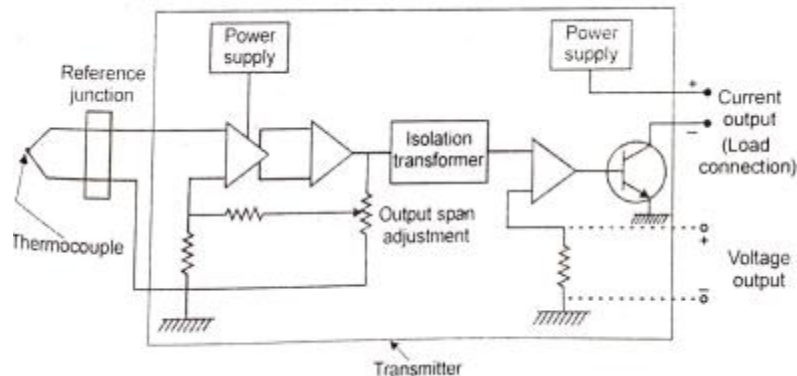 Power
supply
Power
supply
Reference
junction
+
Current
output
−
(Load
connection)
Isolation
transformer
Output span
adjustment
Thermocouple
+
Voltage
output
−
Transmitter